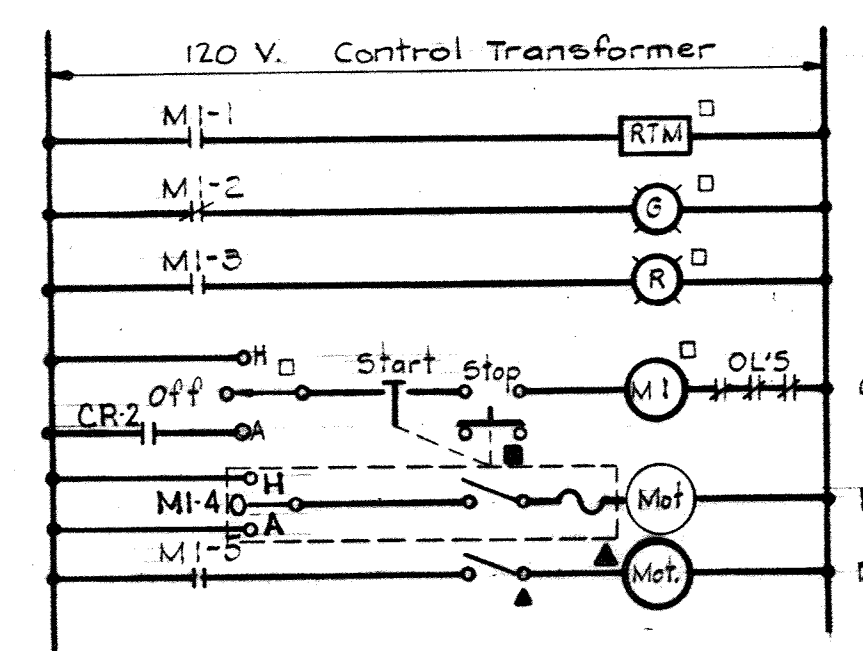 120 V. Control Transformer
M1-1 RTM
M1-2 G
M1-3 R
H
Off Start Stop M1 OL'S
CR-2 A
H
M1-4 O Mot
A
M1-5 Mot.